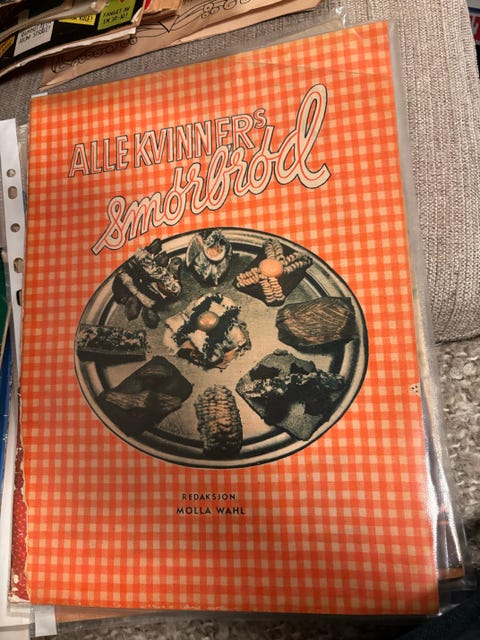 ALLE KVINNERS
smørbrød
REDAKSJON
MOLLA WAHL